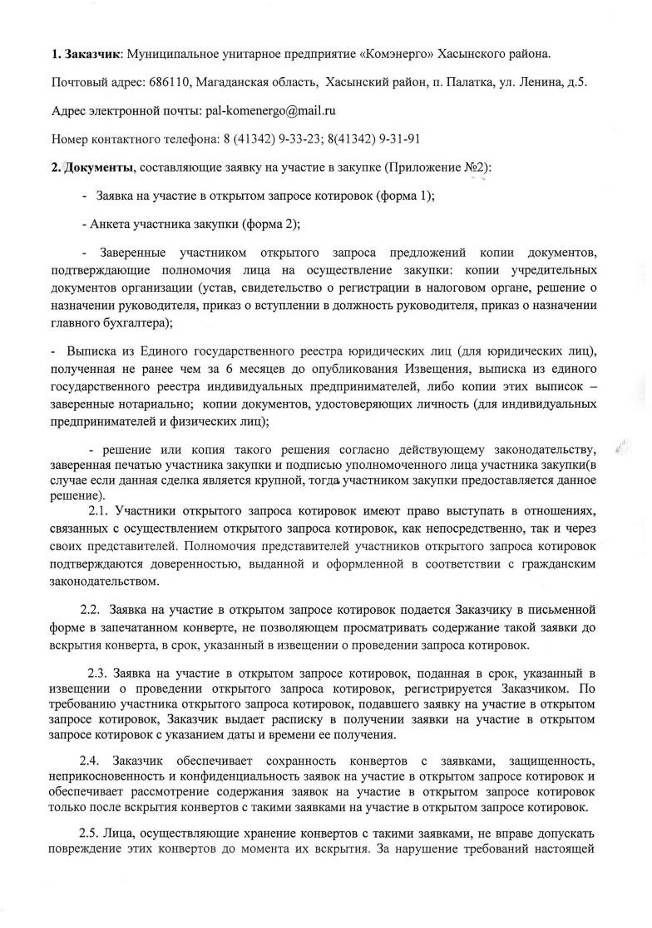 1. Заказчик: Муниципальное унитарное предприятие «Комэнерго» Хасынского района.
Почтовый адрес: 686110, Магаданская область, Хасынский район, п. Палатка, ул. Ленина, д.5.
Адрес электронной почты: pal-komenergo@mail.ru
Номер контактного телефона: 8 (41342) 9-33-23; 8(41342) 9-31-91
2. Документы, составляющие заявку на участие в закупке (Приложение №2):
- Заявка на участие в открытом запросе котировок (форма 1);
- Анкета участника закупки (форма 2);
- Заверенные участником открытого запроса предложений копии документов,
подтверждающие полномочия лица на осуществление закупки: копии учредительных
документов организации (устав, свидетельство о регистрации в налоговом органе, решение о
назначении руководителя, приказ о вступлении в должность руководителя, приказ о назначении
главного бухгалтера);
- Выписка из Единого государственного реестра юридических лиц (для юридических лиц),
полученная не ранее чем за 6 месяцев до опубликования Извещения, выписка из единого
государственного реестра индивидуальных предпринимателей, либо копии этих выписок –
заверенные нотариально; копии документов, удостоверяющих личность (для индивидуальных
предпринимателей и физических лиц);
- решение или копия такого решения согласно действующему законодательству,
заверенная печатью участника закупки и подписью уполномоченного лица участника закупки(в
случае если данная сделка является крупной, тогда участником закупки предоставляется данное
решение).
2.1. Участники открытого запроса котировок имеют право выступать в отношениях,
связанных с осуществлением открытого запроса котировок, как непосредственно, так и через
своих представителей. Полномочия представителей участников открытого запроса котировок
подтверждаются доверенностью, выданной и оформленной в соответствии с гражданским
законодательством.
2.2. Заявка на участие в открытом запросе котировок подается Заказчику в письменной
форме в запечатанном конверте, не позволяющем просматривать содержание такой заявки до
вскрытия конверта, в срок, указанный в извещении о проведении запроса котировок.
2.3. Заявка на участие в открытом запросе котировок, поданная в срок, указанный в
извещении о проведении открытого запроса котировок, регистрируется Заказчиком. По
требованию участника открытого запроса котировок, подавшего заявку на участие в открытом
запросе котировок, Заказчик выдает расписку в получении заявки на участие в открытом
запросе котировок с указанием даты и времени ее получения.
2.4. Заказчик обеспечивает сохранность конвертов с заявками, защищенность,
неприкосновенность и конфиденциальность заявок на участие в открытом запросе котировок и
обеспечивает рассмотрение содержания заявок на участие в открытом запросе котировок
только после вскрытия конвертов с такими заявками на участие в открытом запросе котировок.
2.5. Лица, осуществляющие хранение конвертов с такими заявками, не вправе допускать
повреждение этих конвертов до момента их вскрытия. За нарушение требований настоящей